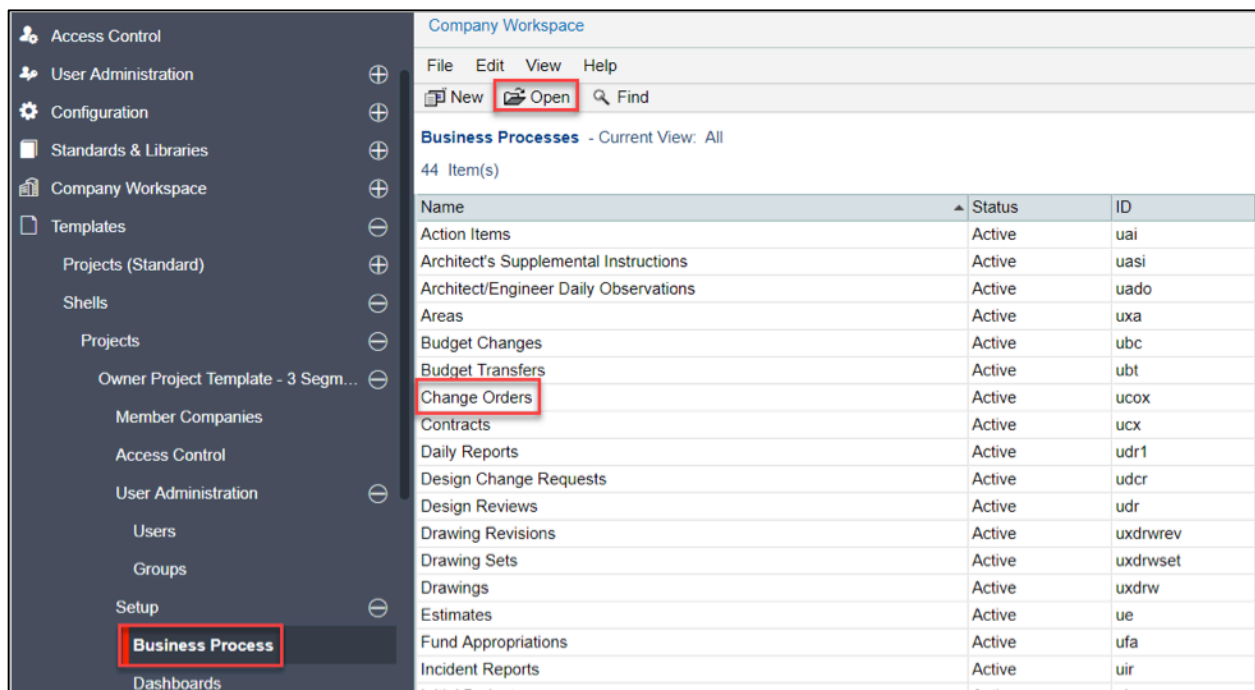 Access Control
User Administration
Configuration
Standards & Libraries
Company Workspace
Templates
Projects (Standard)
Shells
Projects
Owner Project Template - 3 Segm...
Member Companies
Access Control
User Administration
Users
Groups
Setup
Business Process
Dashboards
Company Workspace
File Edit View Help
New Open Find
Business Processes - Current View: All
44 Item(s)
Name Status ID
Action Items Active uai
Architect's Supplemental Instructions Active uasi
Architect/Engineer Daily Observations Active uado
Areas Active uxa
Budget Changes Active ubc
Budget Transfers Active ubt
Change Orders Active ucox
Contracts Active ucx
Daily Reports Active udr1
Design Change Requests Active udcr
Design Reviews Active udr
Drawing Revisions Active uxdrwrev
Drawing Sets Active uxdrwset
Drawings Active uxdrw
Estimates Active ue
Fund Appropriations Active ufa
Incident Reports Active uir